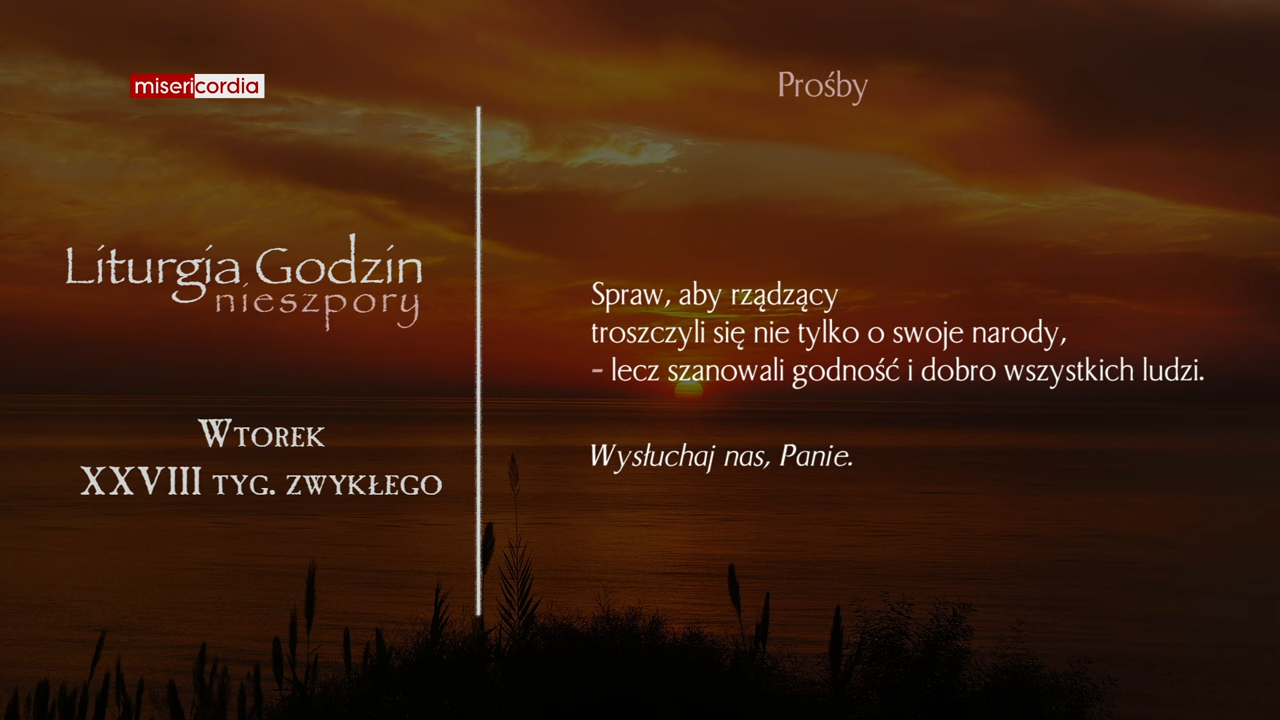 misericordia
Liturgia Godzin
nieszpory
Wtorek
XXVIII tyg. zwykłego
Prośby
Spraw, aby rządzący
troszczyli się nie tylko o swoje narody,
- lecz szanowali godność i dobro wszystkich ludzi.
Wysłuchaj nas, Panie.